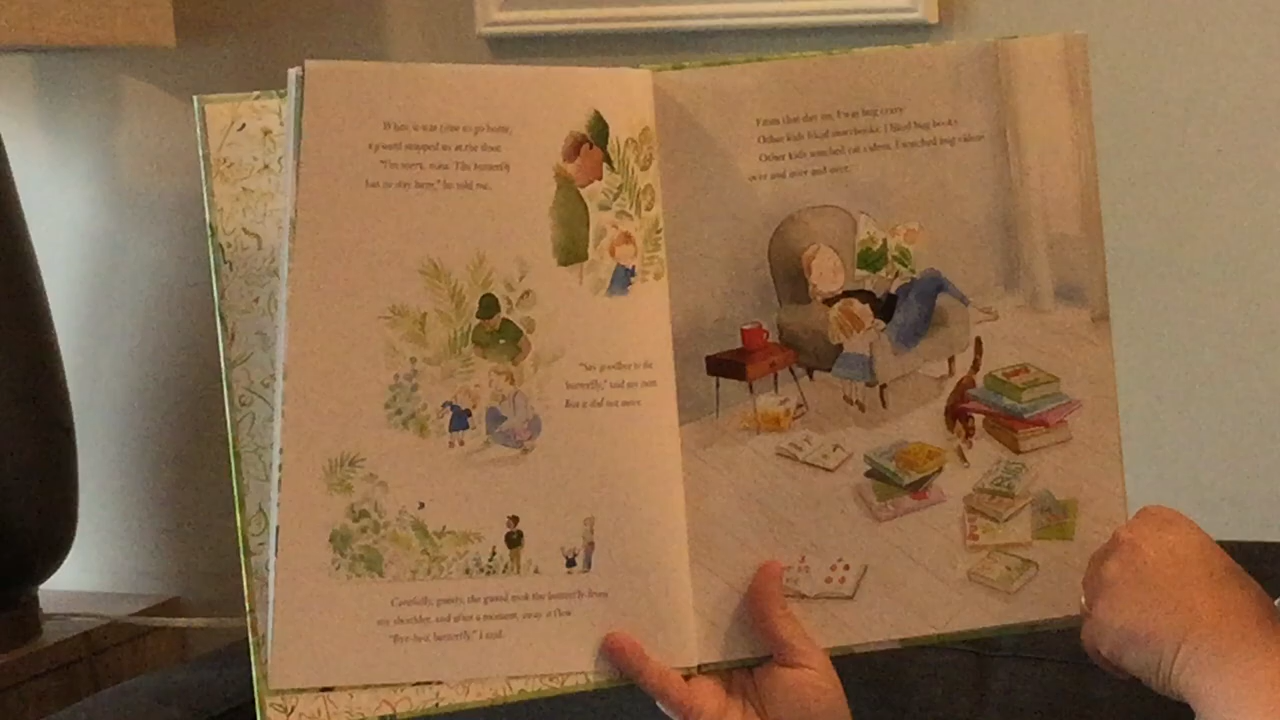 When it was time to go home,
a guard stopped us at the door.
"I'm sorry, miss. The butterfly
has to stay here," he told me.
"Say goodbye to the
butterfly," said my mom.
But it did not move.
Carefully, gently, the guard took the butterfly from
my shoulder, and after a moment, away it flew.
"Bye-bye, butterfly," I said.
From that day on, I was bug crazy.
Other kids liked storybooks. I liked bug books.
Other kids watched cat videos. I watched bug videos
over and over and over.